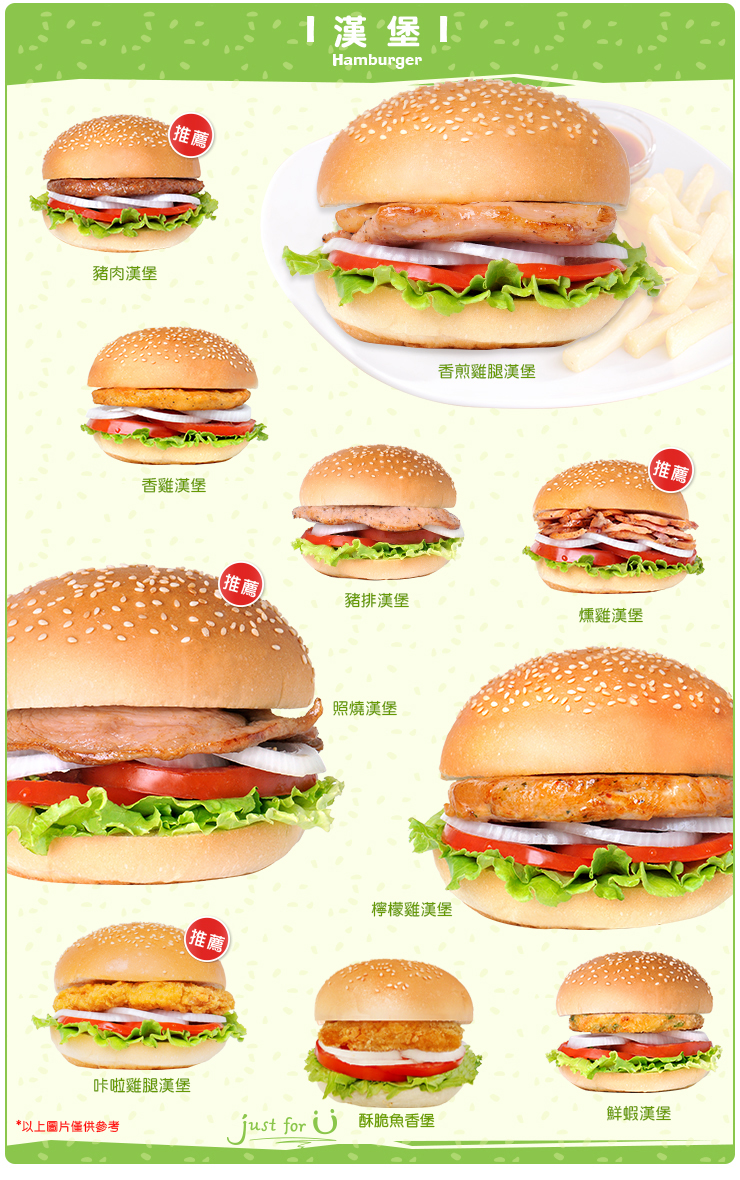 漢堡
Hamburger
推薦
豬肉漢堡
香煎雞腿漢堡
香雞漢堡
豬排漢堡
推薦
燻雞漢堡
推薦
照燒漢堡
檸檬雞漢堡
推薦
咔啦雞腿漢堡
酥脆魚香堡
鮮蝦漢堡
*以上圖片僅供參考
just for U